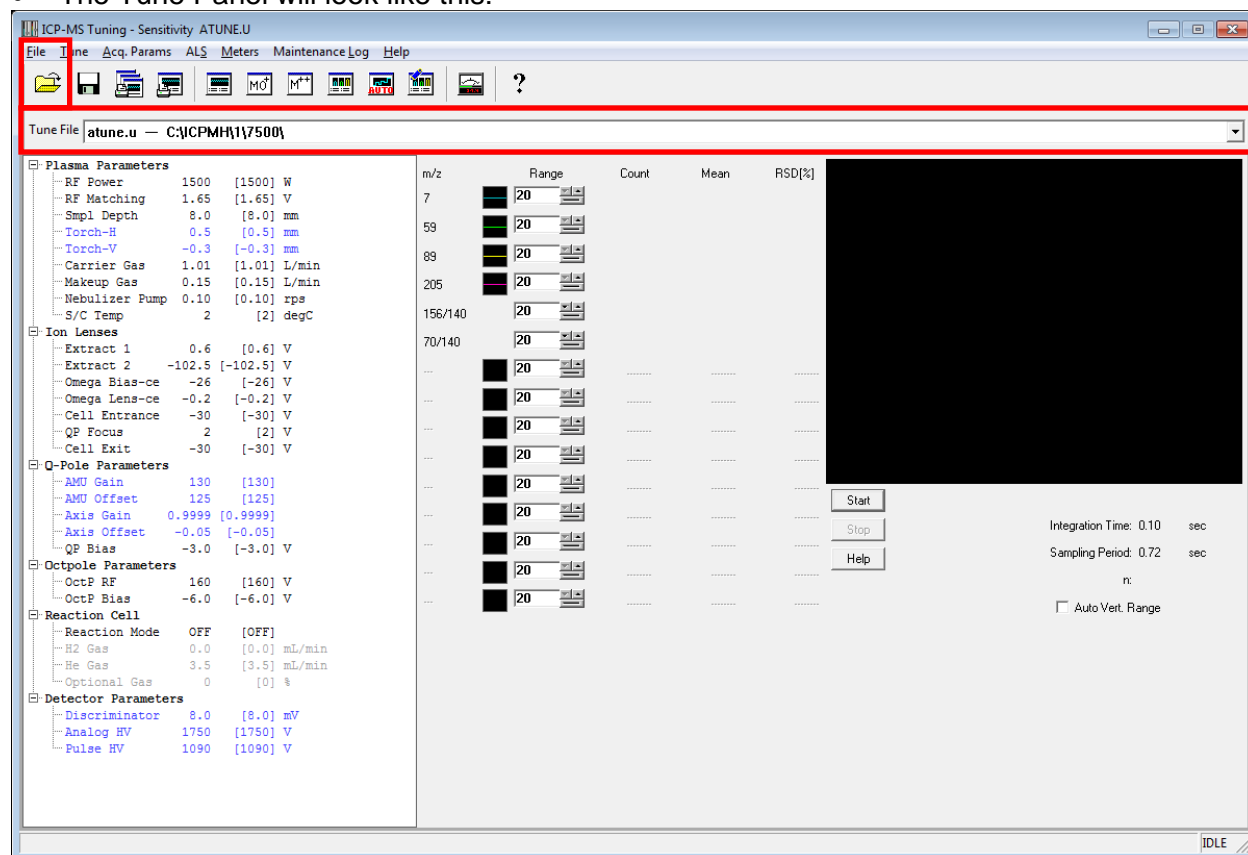 • The Tune Panel will look like this:
ICP-MS Tuning - Sensitivity ATUNE.U
File Tune Acq. Params ALS Meters Maintenance Log Help
MO+ M++ AUTO ?
Tune File atune.u — C:\ICPMH\1\7500\
Plasma Parameters
RF Power 1500 [1500] W
RF Matching 1.65 [1.65] V
Smpl Depth 8.0 [8.0] mm
Torch-H 0.5 [0.5] mm
Torch-V -0.3 [-0.3] mm
Carrier Gas 1.01 [1.01] L/min
Makeup Gas 0.15 [0.15] L/min
Nebulizer Pump 0.10 [0.10] rps
S/C Temp 2 [2] degC
Ion Lenses
Extract 1 0.6 [0.6] V
Extract 2 -102.5 [-102.5] V
Omega Bias-ce -26 [-26] V
Omega Lens-ce -0.2 [-0.2] V
Cell Entrance -30 [-30] V
QP Focus 2 [2] V
Cell Exit -30 [-30] V
Q-Pole Parameters
AMU Gain 130 [130]
AMU Offset 125 [125]
Axis Gain 0.9999 [0.9999]
Axis Offset -0.05 [-0.05]
QP Bias -3.0 [-3.0] V
Octpole Parameters
OctP RF 160 [160] V
OctP Bias -6.0 [-6.0] V
Reaction Cell
Reaction Mode OFF [OFF]
H2 Gas 0.0 [0.0] mL/min
He Gas 3.5 [3.5] mL/min
Optional Gas 0 [0] %
Detector Parameters
Discriminator 8.0 [8.0] mV
Analog HV 1750 [1750] V
Pulse HV 1090 [1090] V
m/z Range Count Mean RSD[%]
7 20
59 20
89 20
205 20
156/140 20
70/140 20
... 20 ........ ........ ........
... 20 ........ ........ ........
... 20 ........ ........ ........
... 20 ........ ........ ........
... 20 ........ ........ ........
... 20 ........ ........ ........
... 20 ........ ........ ........
... 20 ........ ........ ........
... 20 ........ ........ ........
Start
Stop
Help
Integration Time: 0.10 sec
Sampling Period: 0.72 sec
n:
Auto Vert. Range
IDLE